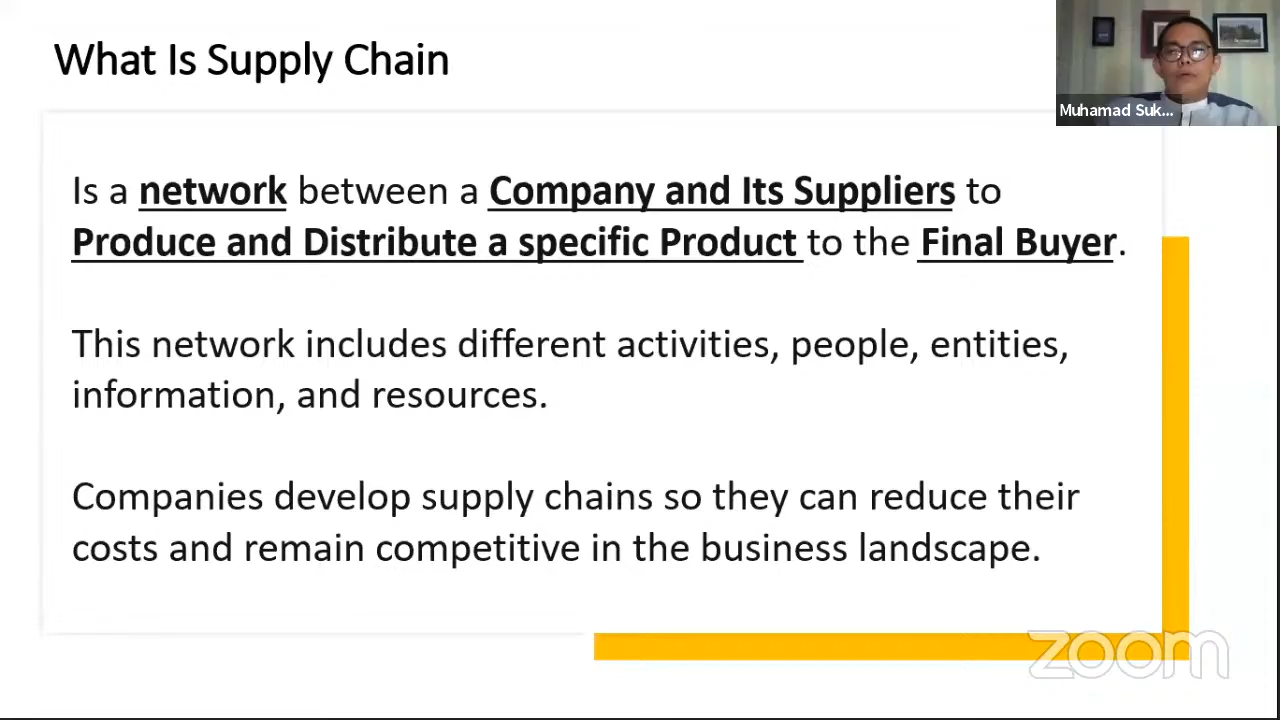 What Is Supply Chain
Muhamad Suk...
Is a network between a Company and Its Suppliers to
Produce and Distribute a specific Product to the Final Buyer.
This network includes different activities, people, entities,
information, and resources.
Companies develop supply chains so they can reduce their
costs and remain competitive in the business landscape.
zoom